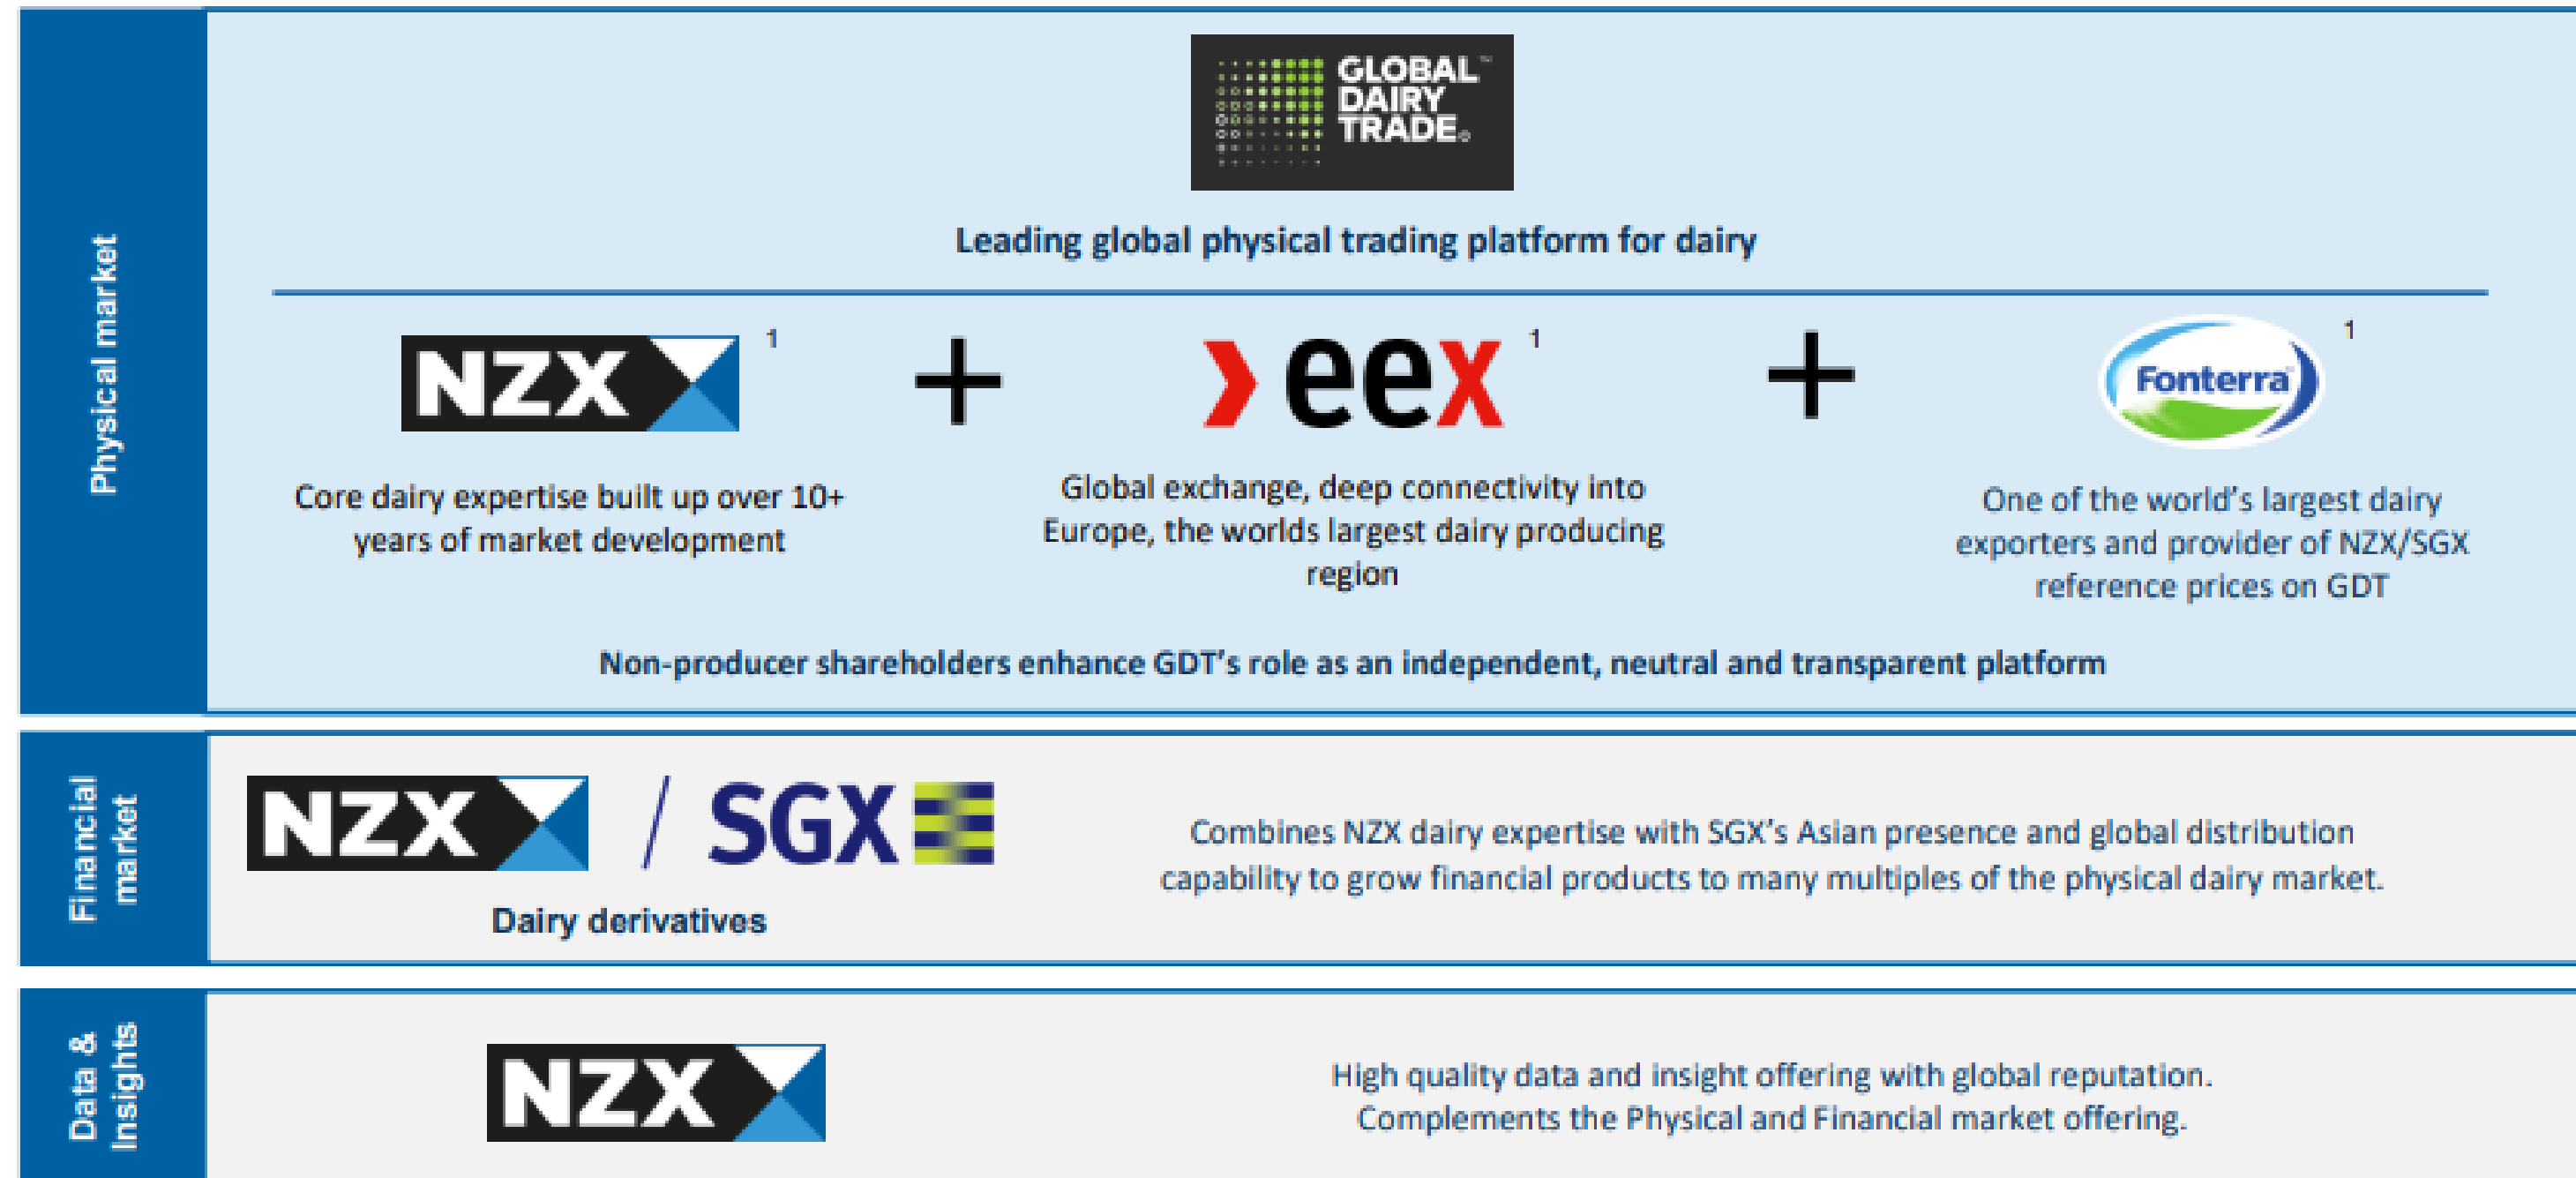 Physical market
GLOBAL™
DAIRY
TRADE®
Leading global physical trading platform for dairy
NZX 1
+
eex 1
+
Fonterra 1
Core dairy expertise built up over 10+
years of market development
Global exchange, deep connectivity into
Europe, the worlds largest dairy producing
region
One of the world's largest dairy
exporters and provider of NZX/SGX
reference prices on GDT
Non-producer shareholders enhance GDT's role as an independent, neutral and transparent platform
Financial
market
NZX / SGX
Dairy derivatives
Combines NZX dairy expertise with SGX's Asian presence and global distribution
capability to grow financial products to many multiples of the physical dairy market.
Data &
Insights
NZX
High quality data and insight offering with global reputation.
Complements the Physical and Financial market offering.